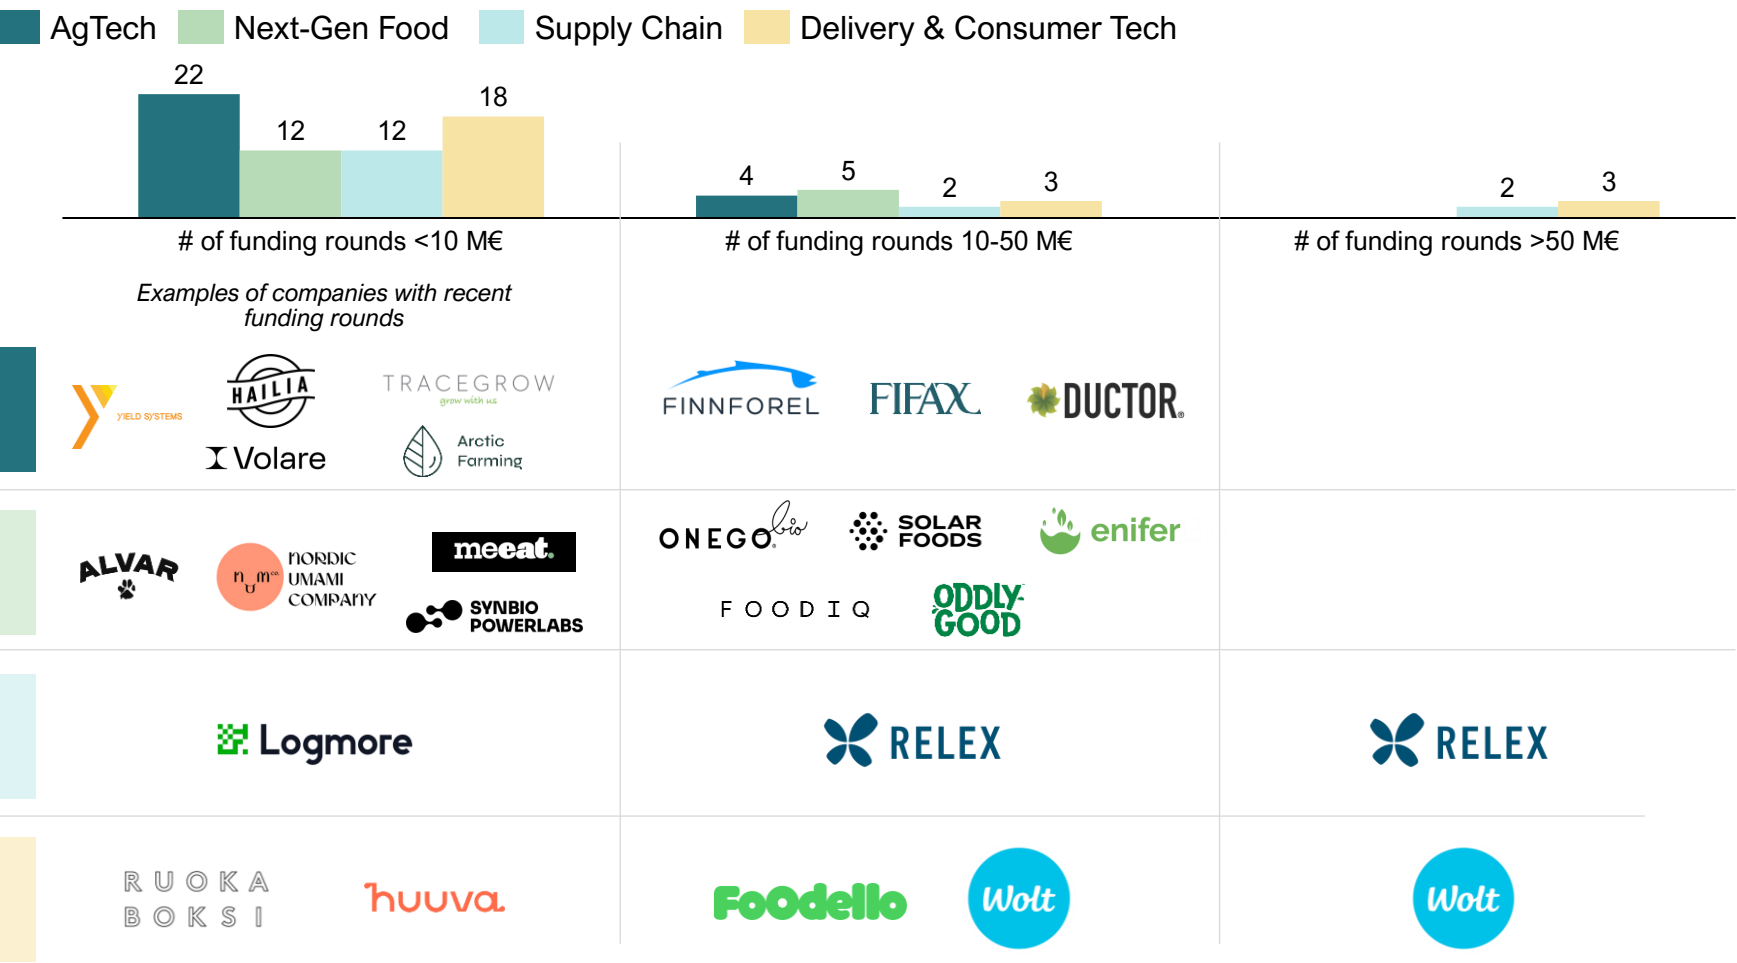 AgTech Next-Gen Food Supply Chain Delivery & Consumer Tech
22
12
12
18
4
5
2
3
2
3
# of funding rounds <10 M€
# of funding rounds 10-50 M€
# of funding rounds >50 M€
Examples of companies with recent
funding rounds
YIELD SYSTEMS
HAILIA
TRACEGROW
grow with us
Volare
Arctic
Farming
FINNFOREL
FIFAX
DUCTOR®
ALVAR
num co.
NORDIC
UMAMI
COMPANY
meeat.
SYNBIO
POWERLABS
ONEGO bio
SOLAR
FOODS
enifer
FOODIQ
ODDLY
GOOD
Logmore
RELEX
RELEX
RUOKA
BOKSI
huuva
Foodello
Wolt
Wolt